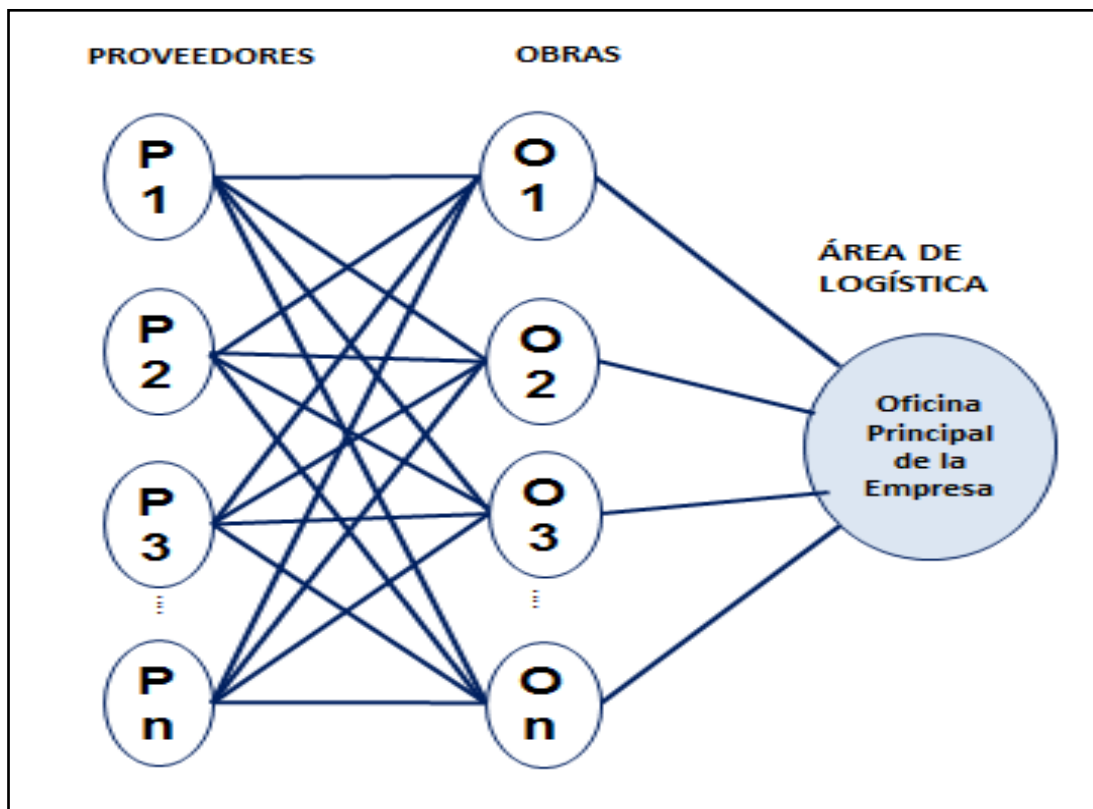 PROVEEDORES
OBRAS
P
1
O
1
ÁREA DE
LOGÍSTICA
P
2
O
2
Oficina
Principal
de la
Empresa
P
3
O
3
...
...
P
n
O
n